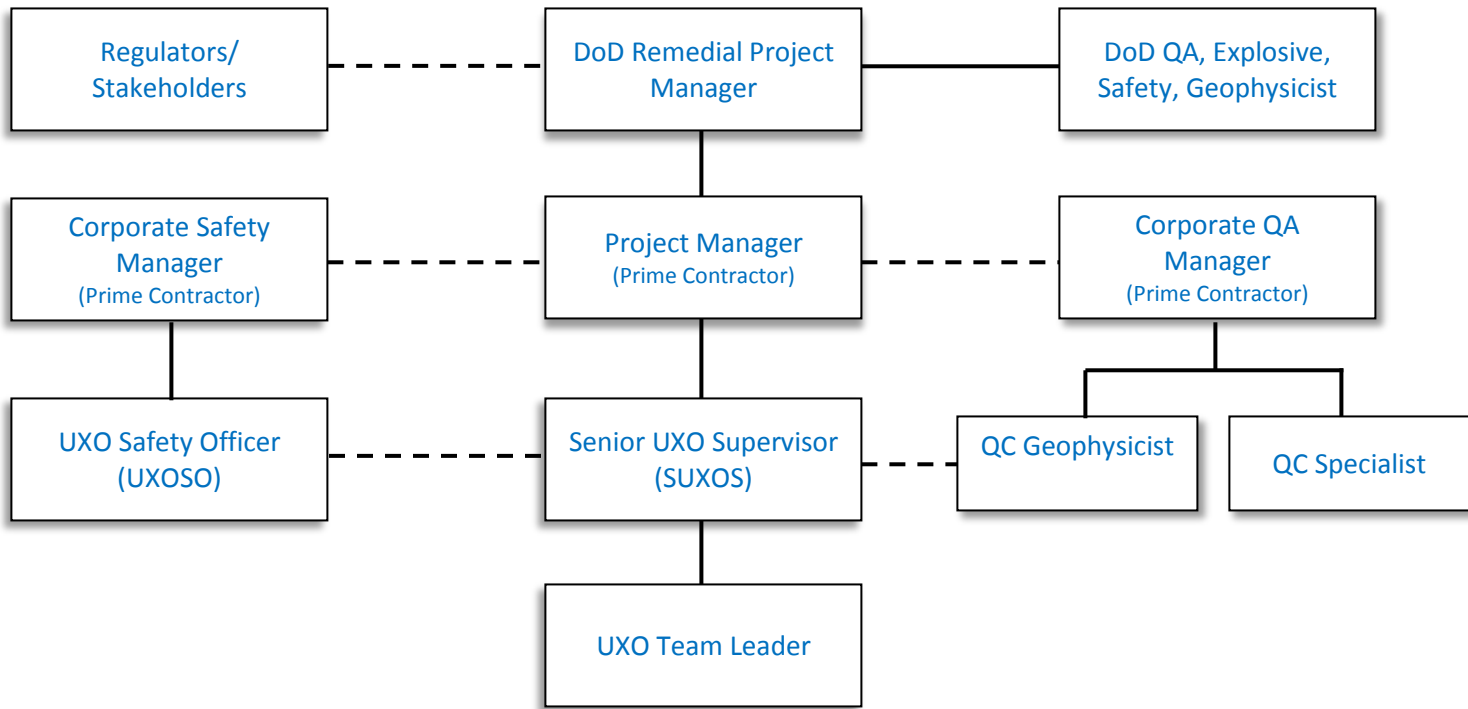 Regulators/
Stakeholders
DoD Remedial Project
Manager
DoD QA, Explosive,
Safety, Geophysicist
Corporate Safety
Manager
(Prime Contractor)
Project Manager
(Prime Contractor)
Corporate QA
Manager
(Prime Contractor)
UXO Safety Officer
(UXOSO)
Senior UXO Supervisor
(SUXOS)
QC Geophysicist
QC Specialist
UXO Team Leader